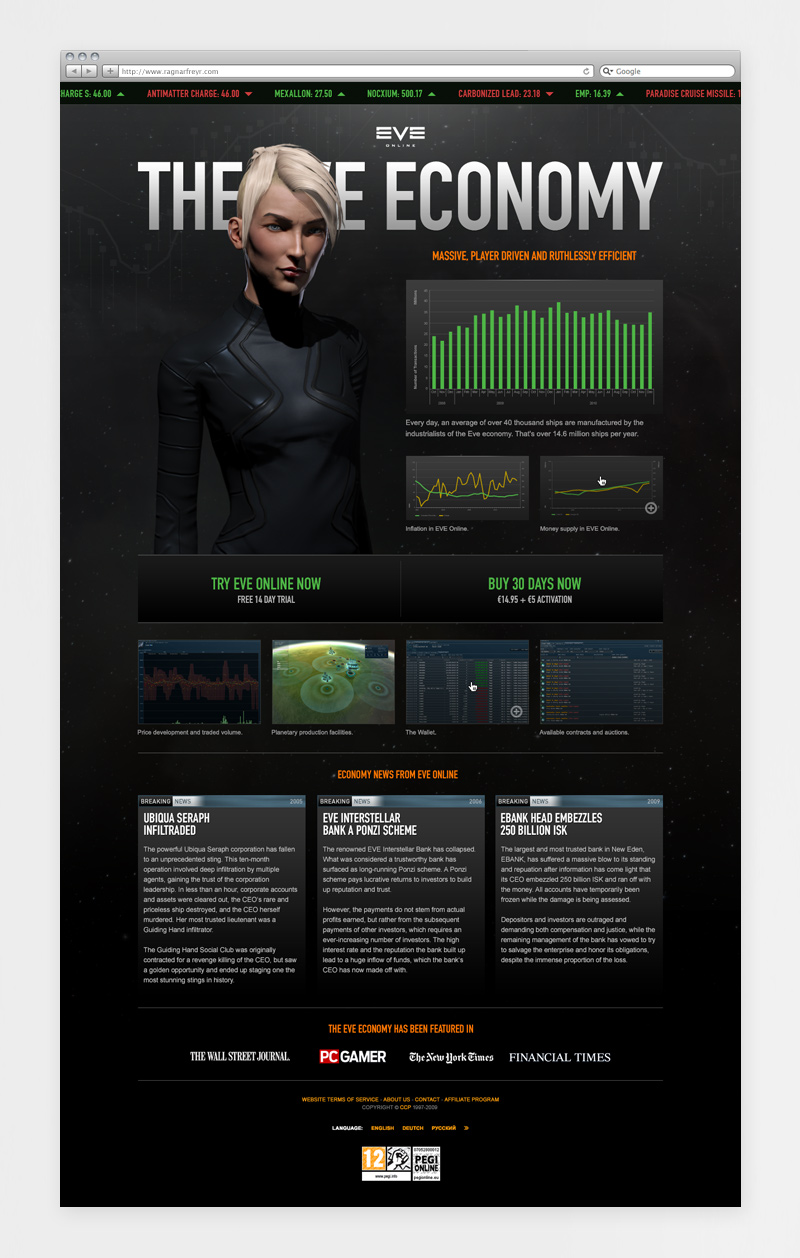 http://www.ragnarfreyr.com
Google
HARGE S: 46.00 ANTIMATTER CHARGE: 46.00 MEXALLON: 27.50 NOCXIUM: 500.17 CARBONIZED LEAD: 23.18 EMP: 16.39 PARADISE CRUISE MISSILE: 1
EVE
ONLINE
THE EVE ECONOMY
MASSIVE, PLAYER DRIVEN AND RUTHLESSLY EFFICIENT
Millions
Number of Transactions
Every day, an average of over 40 thousand ships are manufactured by the
industrialists of the Eve economy. That's over 14.6 million ships per year.
Inflation in EVE Online.
Money supply in EVE Online.
TRY EVE ONLINE NOW
FREE 14 DAY TRIAL
BUY 30 DAYS NOW
€14.95 + €5 ACTIVATION
Price development and traded volume.
Planetary production facilities.
The Wallet.
Available contracts and auctions.
ECONOMY NEWS FROM EVE ONLINE
BREAKING NEWS 2005
UBIQUA SERAPH
INFILTRADED
The powerful Ubiqua Seraph corporation has fallen
to an unprecedented sting. This ten-month
operation involved deep infiltration by multiple
agents, gaining the trust of the corporation
leadership. In less than an hour, corporate accounts
and assets were cleared out, the CEO's rare and
priceless ship destroyed, and the CEO herself
murdered. Her most trusted lieutenant was a
Guiding Hand infiltrator.
The Guiding Hand Social Club was originally
contracted for a revenge killing of the CEO, but saw
a golden opportunity and ended up staging one the
most stunning stings in history.
BREAKING NEWS 2006
EVE INTERSTELLAR
BANK A PONZI SCHEME
The renowned EVE Interstellar Bank has collapsed.
What was considered a trustworthy bank has
surfaced as long-running Ponzi scheme. A Ponzi
scheme pays lucrative returns to investors to build
up reputation and trust.
However, the payments do not stem from actual
profits earned, but rather from the subsequent
payments of other investors, which requires an
ever-increasing number of investors. The high
interest rate and the reputation the bank built up
lead to a huge inflow of funds, which the bank's
CEO has now made off with.
BREAKING NEWS 2009
EBANK HEAD EMBEZZLES
250 BILLION ISK
The largest and most trusted bank in New Eden,
EBANK, has suffered a massive blow to its standing
and repuation after information has come light that
its CEO embezzled 250 billion ISK and ran off with
the money. All accounts have temporarily been
frozen while the damage is being assessed.
Depositors and investors are outraged and
demanding both compensation and justice, while the
remaining management of the bank has vowed to try
to salvage the enterprise and honor its obligations,
despite the immense proportion of the loss.
THE EVE ECONOMY HAS BEEN FEATURED IN
THE WALL STREET JOURNAL.
PC GAMER
The New York Times
FINANCIAL TIMES
WEBSITE TERMS OF SERVICE - ABOUT US - CONTACT - AFFILIATE PROGRAM
COPYRIGHT © CCP 1997-2009
LANGUAGE: ENGLISH DEUTCH РУССКИЙ
12
www.pegi.info
PEGI
ONLINE
pegionline.eu